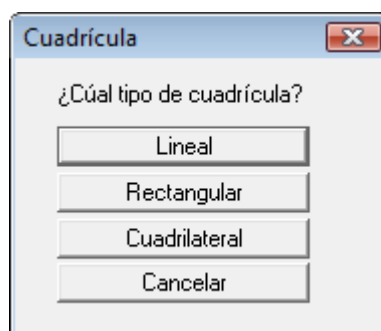 Cuadrícula
¿Cúal tipo de cuadrícula?
Lineal
Rectangular
Cuadrilateral
Cancelar